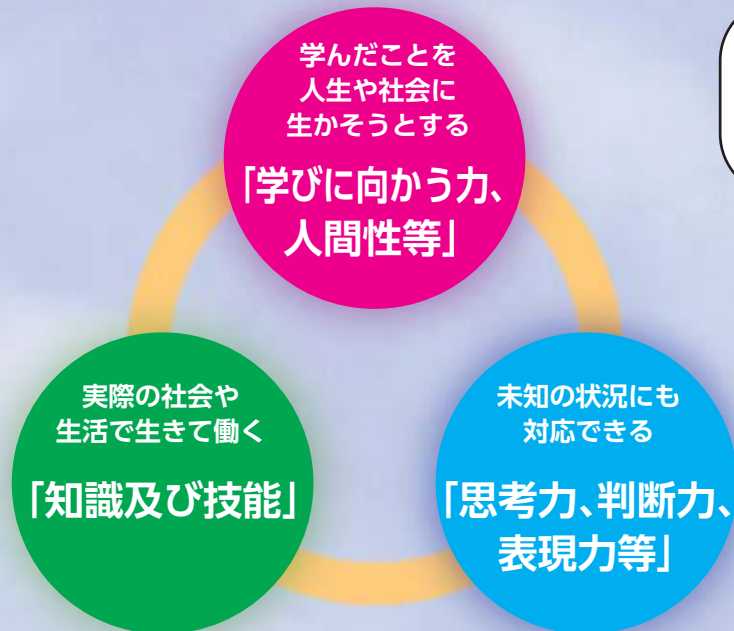 学んだことを
人生や社会に
生かそうとする
「学びに向かう力、
人間性等」
実際の社会や
生活で生きて働く
「知識及び技能」
未知の状況にも
対応できる
「思考力、判断力、
表現力等」